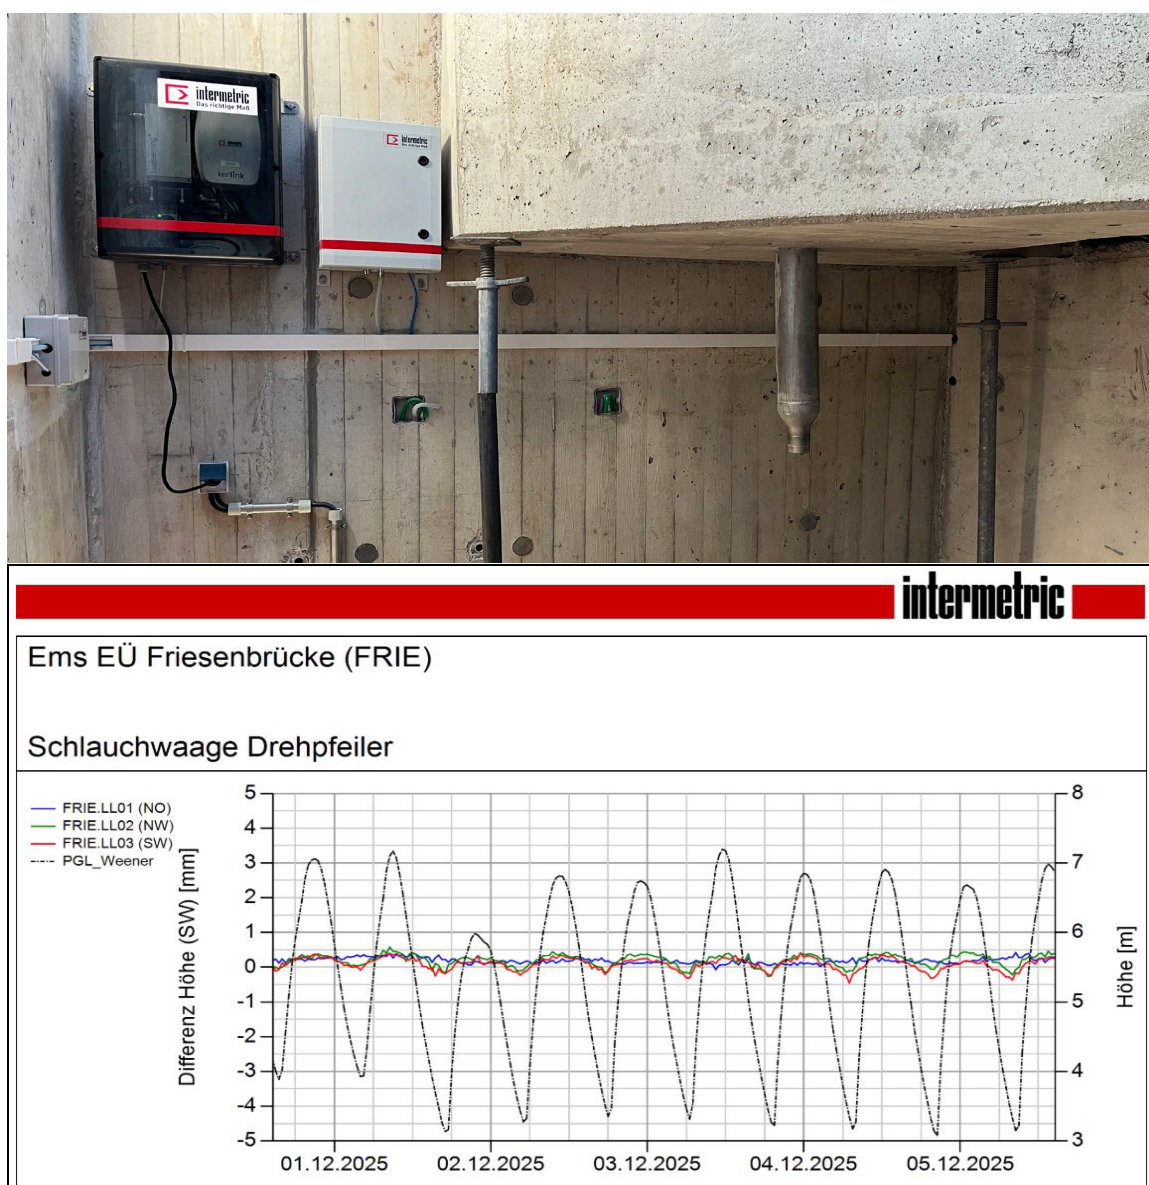 intermetric
Das richtige Maß
kerlink
intermetric
Das richtige Maß
intermetric
Ems EÜ Friesenbrücke (FRIE)
Schlauchwaage Drehpfeiler
FRIE.LL01 (NO)
FRIE.LL02 (NW)
FRIE.LL03 (SW)
PGL_Weener
Differenz Höhe (SW) [mm]
5
4
3
2
1
0
-1
-2
-3
-4
-5
8
7
6
5
4
3
Höhe [m]
01.12.2025 02.12.2025 03.12.2025 04.12.2025 05.12.2025